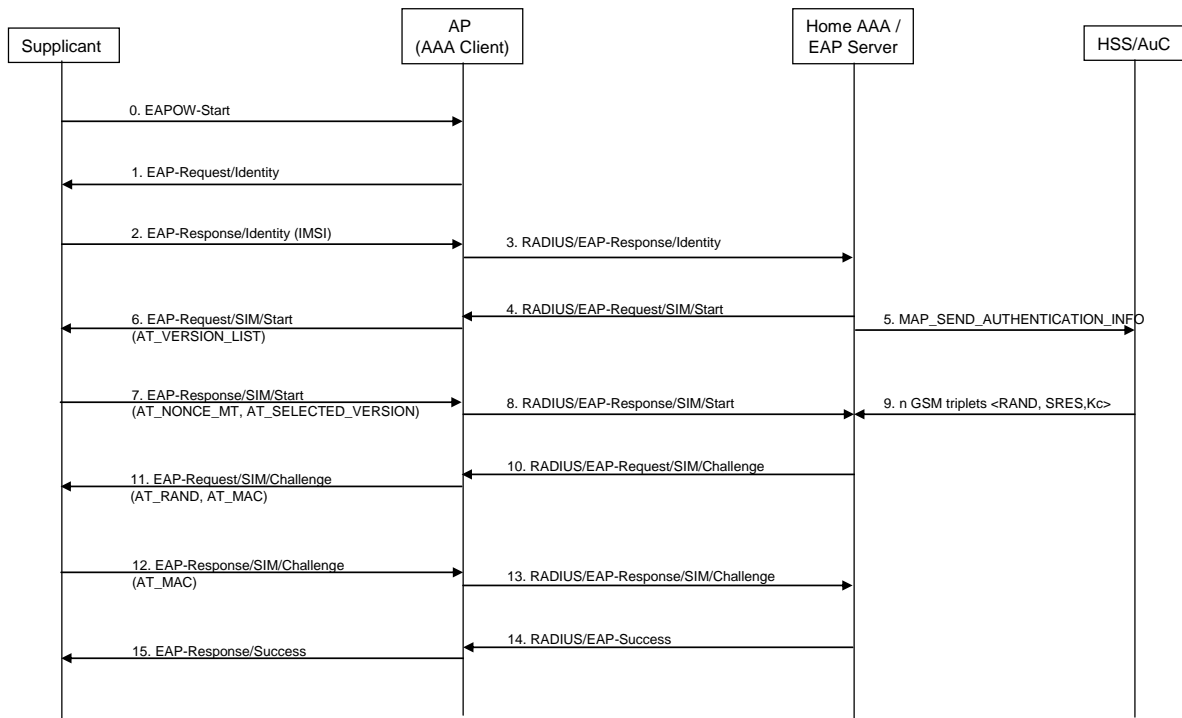 Supplicant
AP
(AAA Client)
Home AAA /
EAP Server
HSS/AuC
0. EAPOW-Start
1. EAP-Request/Identity
2. EAP-Response/Identity (IMSI)
3. RADIUS/EAP-Response/Identity
4. RADIUS/EAP-Request/SIM/Start
5. MAP_SEND_AUTHENTICATION_INFO
6. EAP-Request/SIM/Start
(AT_VERSION_LIST)
7. EAP-Response/SIM/Start
(AT_NONCE_MT, AT_SELECTED_VERSION)
8. RADIUS/EAP-Response/SIM/Start
9. n GSM triplets <RAND, SRES,Kc>
10. RADIUS/EAP-Request/SIM/Challenge
11. EAP-Request/SIM/Challenge
(AT_RAND, AT_MAC)
12. EAP-Response/SIM/Challenge
(AT_MAC)
13. RADIUS/EAP-Response/SIM/Challenge
14. RADIUS/EAP-Success
15. EAP-Response/Success